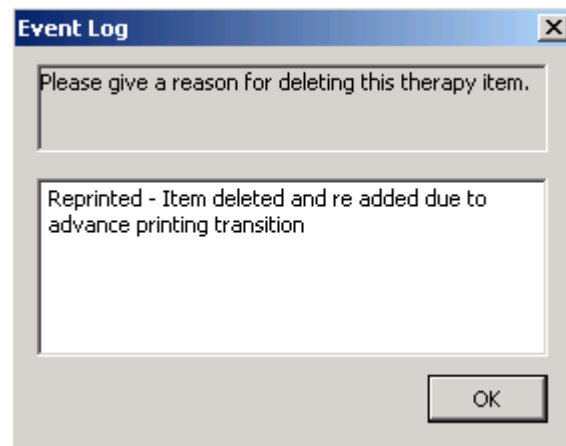 Event Log
Please give a reason for deleting this therapy item.
Reprinted - Item deleted and re added due to
advance printing transition
OK